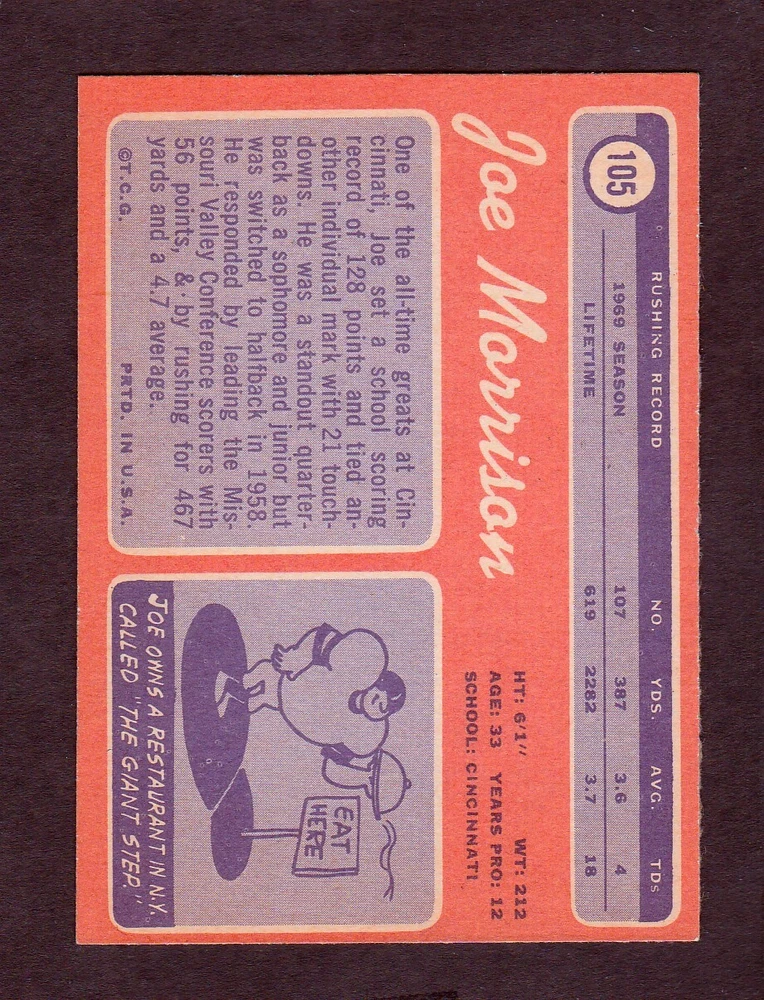 105
RUSHING RECORD NO. YDS. AVG. TDs
1969 SEASON 107 387 3.6 4
LIFETIME 619 2282 3.7 18
Joe Morrison
HT: 6'1" WT: 212
AGE: 33 YEARS PRO: 12
SCHOOL: CINCINNATI
One of the all-time greats at Cin-
cinnati, Joe set a school scoring
record of 128 points and tied an-
other individual mark with 21 touch-
downs. He was a standout quarter-
back as a sophomore and junior but
was switched to halfback in 1958.
He responded by leading the Mis-
souri Valley Conference scorers with
56 points, & by rushing for 467
yards and a 4.7 average.
©T.C.G. PRTD. IN U.S.A.
EAT
HERE
JOE OWNS A RESTAURANT IN N.Y.
CALLED "THE GIANT STEP."